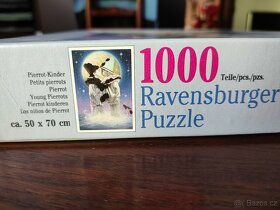 Pierrot-Kinder
Petits pierrots
Pierrot
Young Pierrots
Pierrot kinderen
Los niños de Pierrot
ca. 50 x 70 cm
1000 Teile/pcs./pzs.
Ravensburger
Puzzle
Bazos.cz